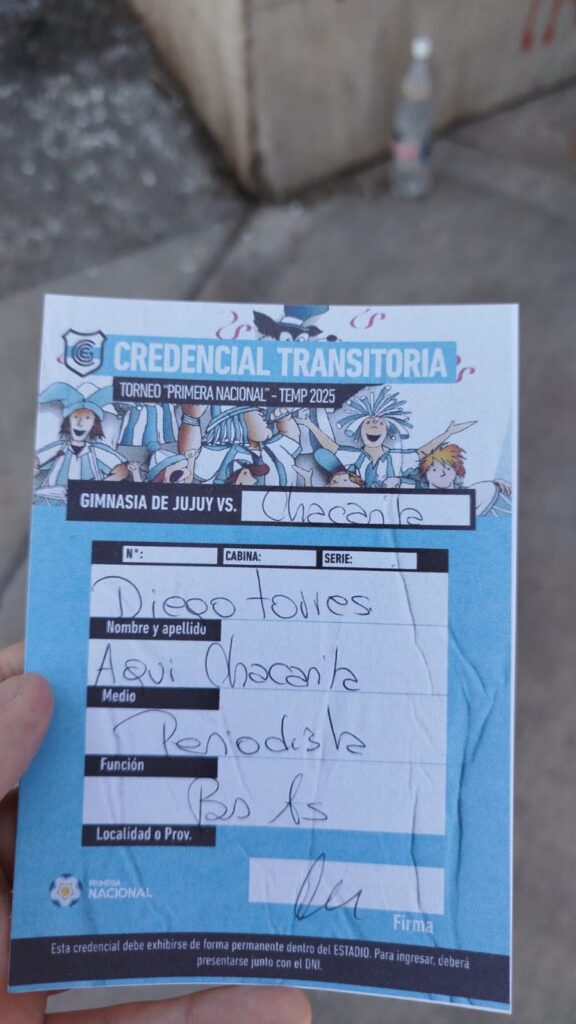 CREDENCIAL TRANSITORIA
TORNEO "PRIMERA NACIONAL" - TEMP 2025
GIMNASIA DE JUJUY VS. Chacarita
N°: CABINA: SERIE:
Diego torres
Nombre y apellido
Aqui Chacarita
Medio
Periodista
Función
Bs As
Localidad o Prov.
PRIMERA
NACIONAL
Firma
Esta credencial debe exhibirse de forma permanente dentro del ESTADIO. Para ingresar, deberá
presentarse junto con el DNI.